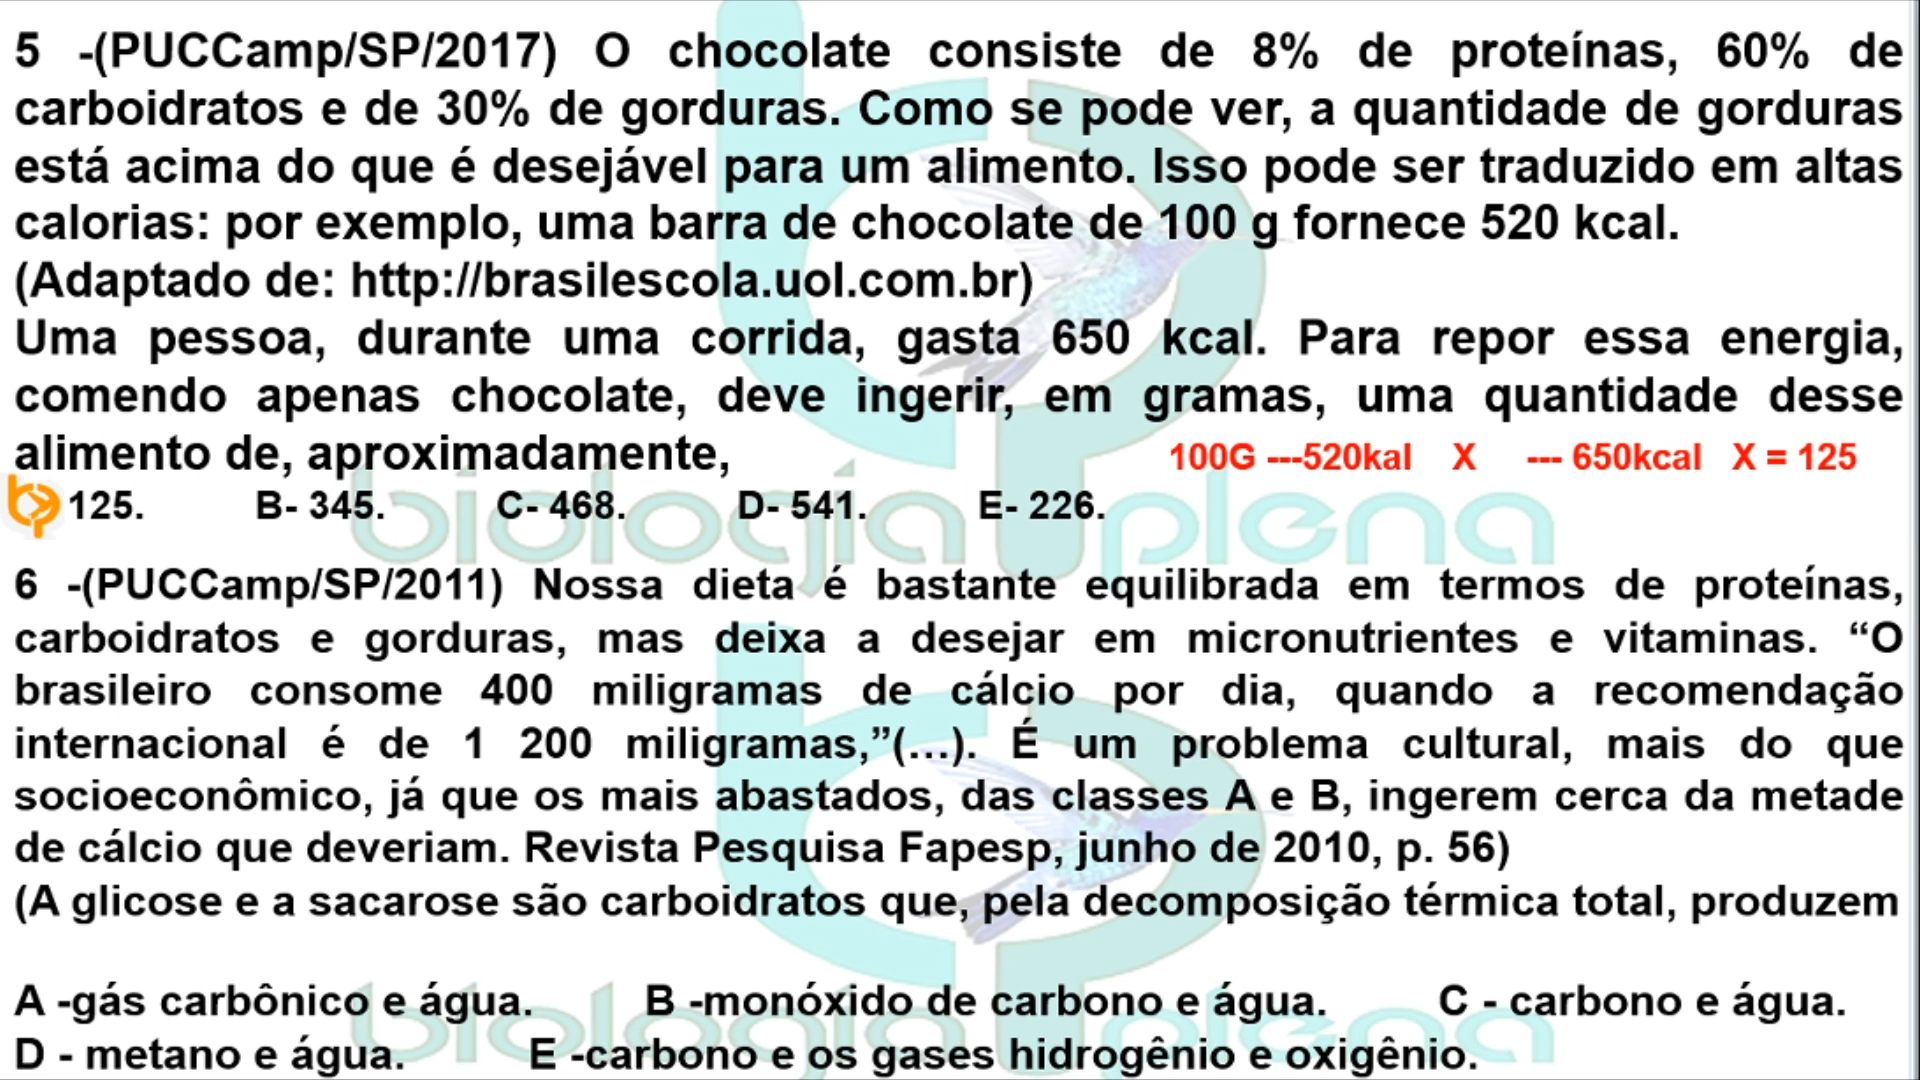 5 -(PUCCamp/SP/2017) O chocolate consiste de 8% de proteínas, 60% de
carboidratos e de 30% de gorduras. Como se pode ver, a quantidade de gorduras
está acima do que é desejável para um alimento. Isso pode ser traduzido em altas
calorias: por exemplo, uma barra de chocolate de 100 g fornece 520 kcal.
(Adaptado de: http://brasilescola.uol.com.br)
Uma pessoa, durante uma corrida, gasta 650 kcal. Para repor essa energia,
comendo apenas chocolate, deve ingerir, em gramas, uma quantidade desse
alimento de, aproximadamente,
100G ---520kal X --- 650kcal X = 125
125. B- 345. C- 468. D- 541. E- 226.
biologia plena
6 -(PUCCamp/SP/2011) Nossa dieta é bastante equilibrada em termos de proteínas,
carboidratos e gorduras, mas deixa a desejar em micronutrientes e vitaminas. “O
brasileiro consome 400 miligramas de cálcio por dia, quando a recomendação
internacional é de 1 200 miligramas,”(...). É um problema cultural, mais do que
socioeconômico, já que os mais abastados, das classes A e B, ingerem cerca da metade
de cálcio que deveriam. Revista Pesquisa Fapesp, junho de 2010, p. 56)
(A glicose e a sacarose são carboidratos que, pela decomposição térmica total, produzem
A -gás carbônico e água. B -monóxido de carbono e água. C - carbono e água.
biologia plena
D - metano e água. E -carbono e os gases hidrogênio e oxigênio.